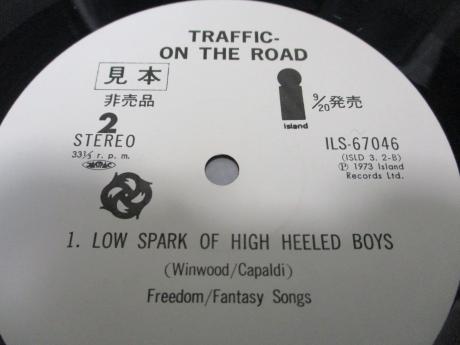 TRAFFIC-
ON THE ROAD
見本
非売品
2
STEREO
33⅓ r. p. m.
island
9/20発売
ILS-67046
(ISLD 3. 2-B)
Ⓟ 1973 Island
Records Ltd.
1. LOW SPARK OF HIGH HEELED BOYS
(Winwood/Capaldi)
Freedom/Fantasy Songs